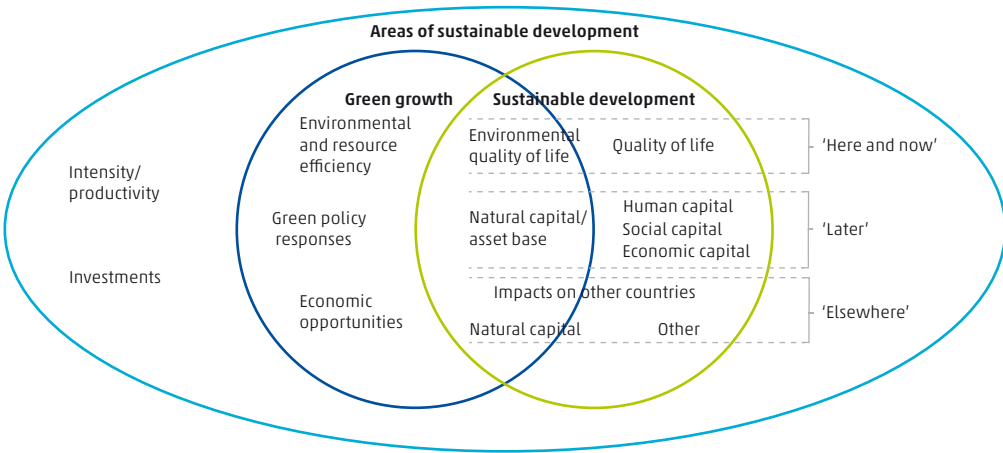 Areas of sustainable development
Green growth
Sustainable development
Environmental
and resource
efficiency
Environmental
quality of life
Quality of life
'Here and now'
Intensity/
productivity
Green policy
responses
Natural capital/
asset base
Human capital
Social capital
Economic capital
'Later'
Investments
Economic
opportunities
Impacts on other countries
Natural capital
Other
'Elsewhere'